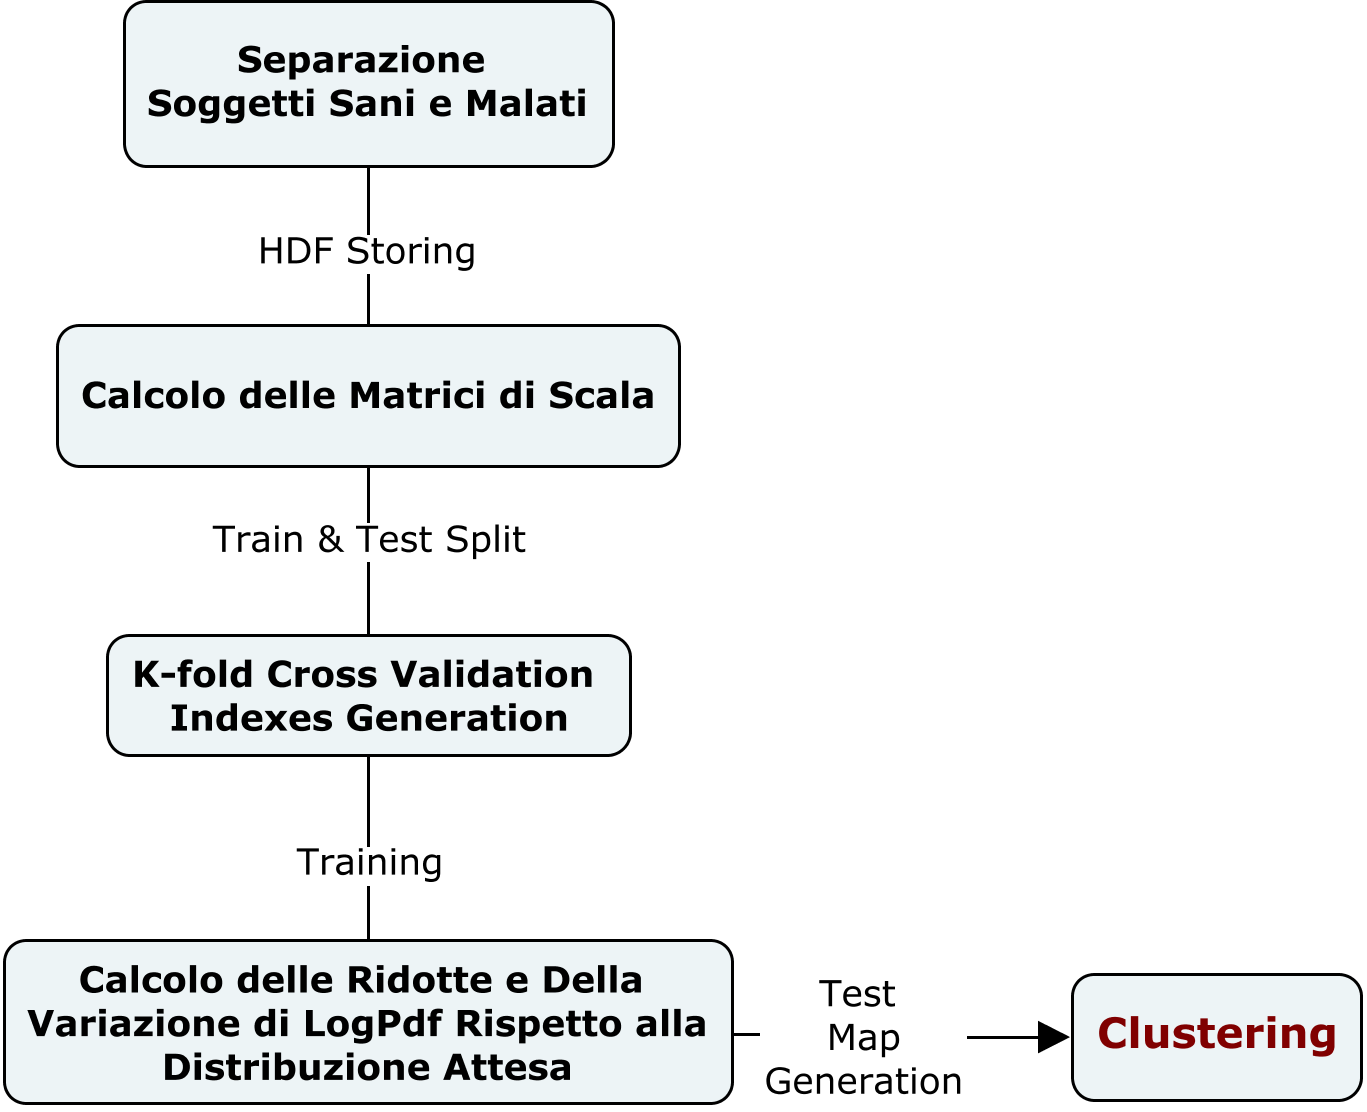 Separazione
Soggetti Sani e Malati
HDF Storing
Calcolo delle Matrici di Scala
Train & Test Split
K-fold Cross Validation
Indexes Generation
Training
Calcolo delle Ridotte e Della
Variazione di LogPdf Rispetto alla
Distribuzione Attesa
Test
Map
Generation
Clustering